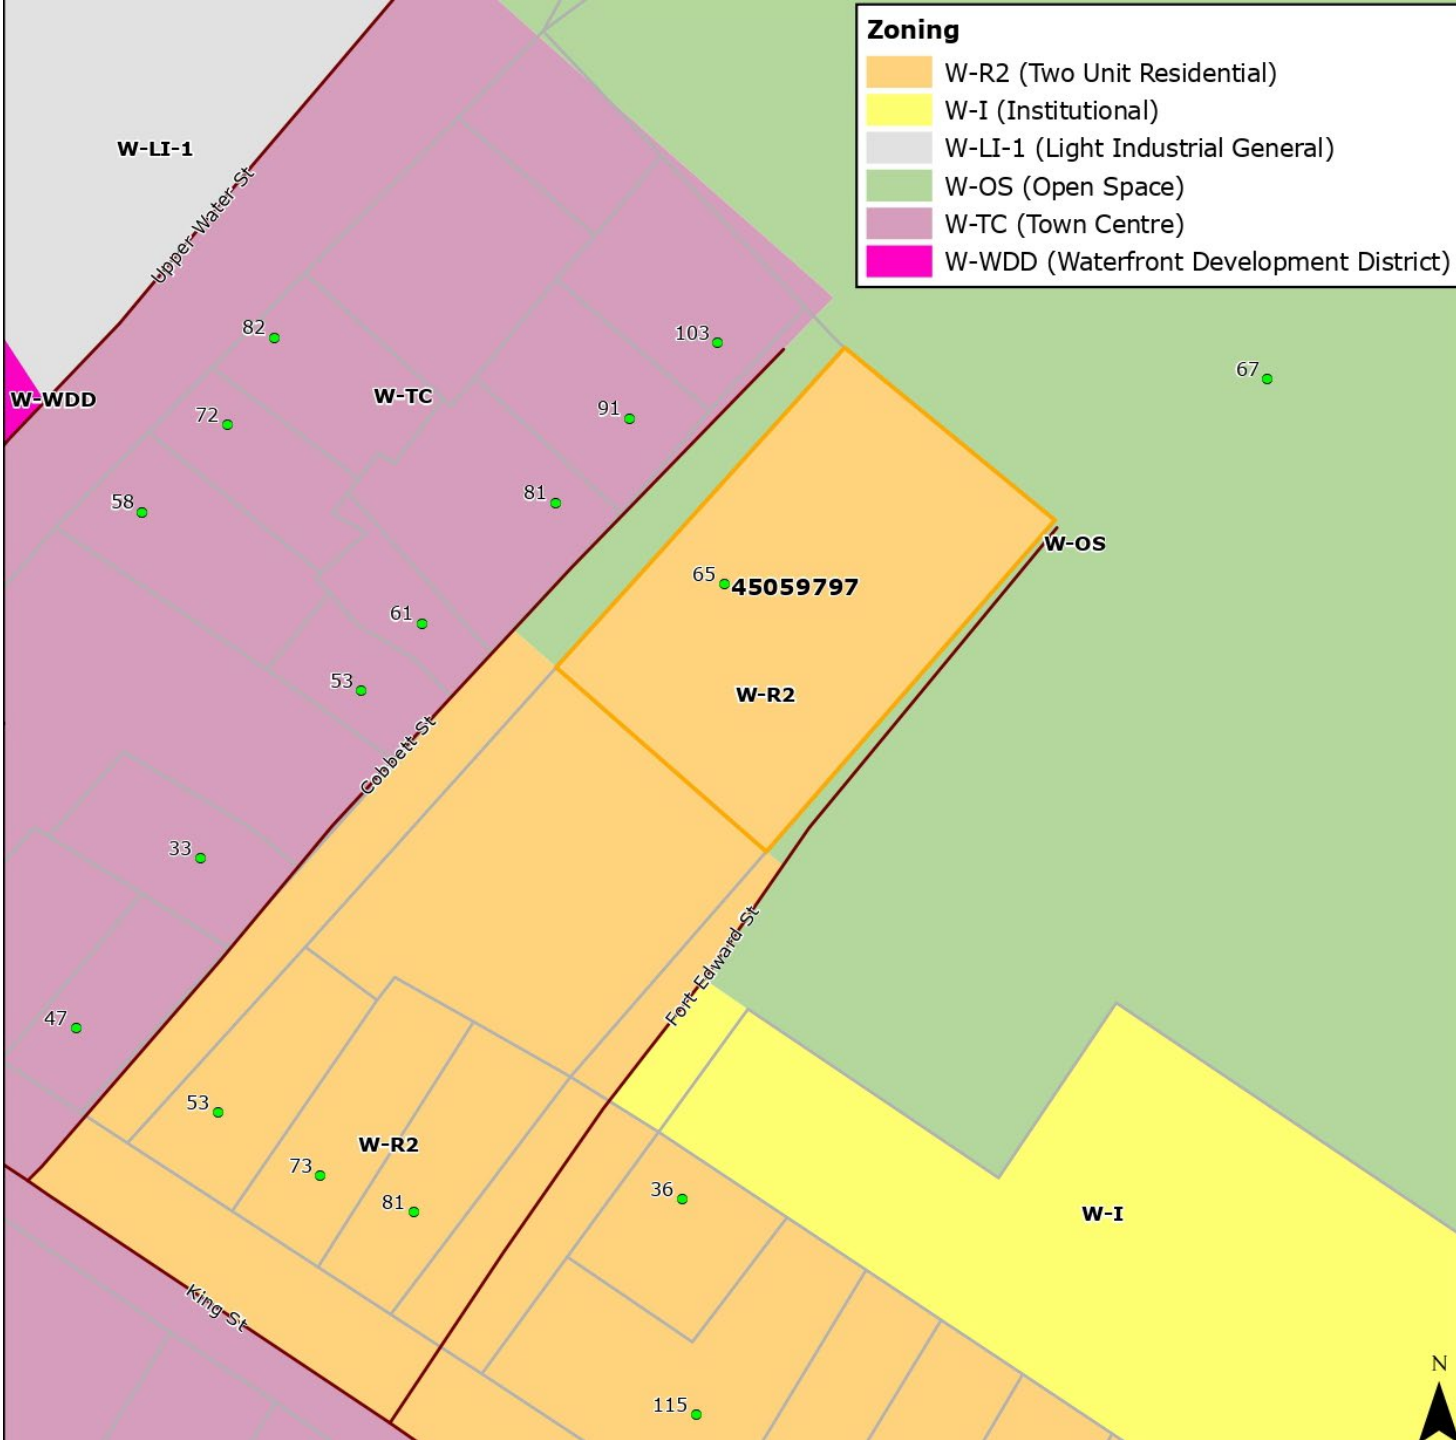 Zoning
W-R2 (Two Unit Residential)
W-I (Institutional)
W-LI-1 (Light Industrial General)
W-OS (Open Space)
W-TC (Town Centre)
W-WDD (Waterfront Development District)
W-LI-1
Upper Water St
82
103
67
W-WDD
W-TC
72
91
58
81
W-OS
65
45059797
61
53
W-R2
Cobbett St
33
Fort Edward St
47
53
W-R2
73
81
36
W-I
King St
115
N